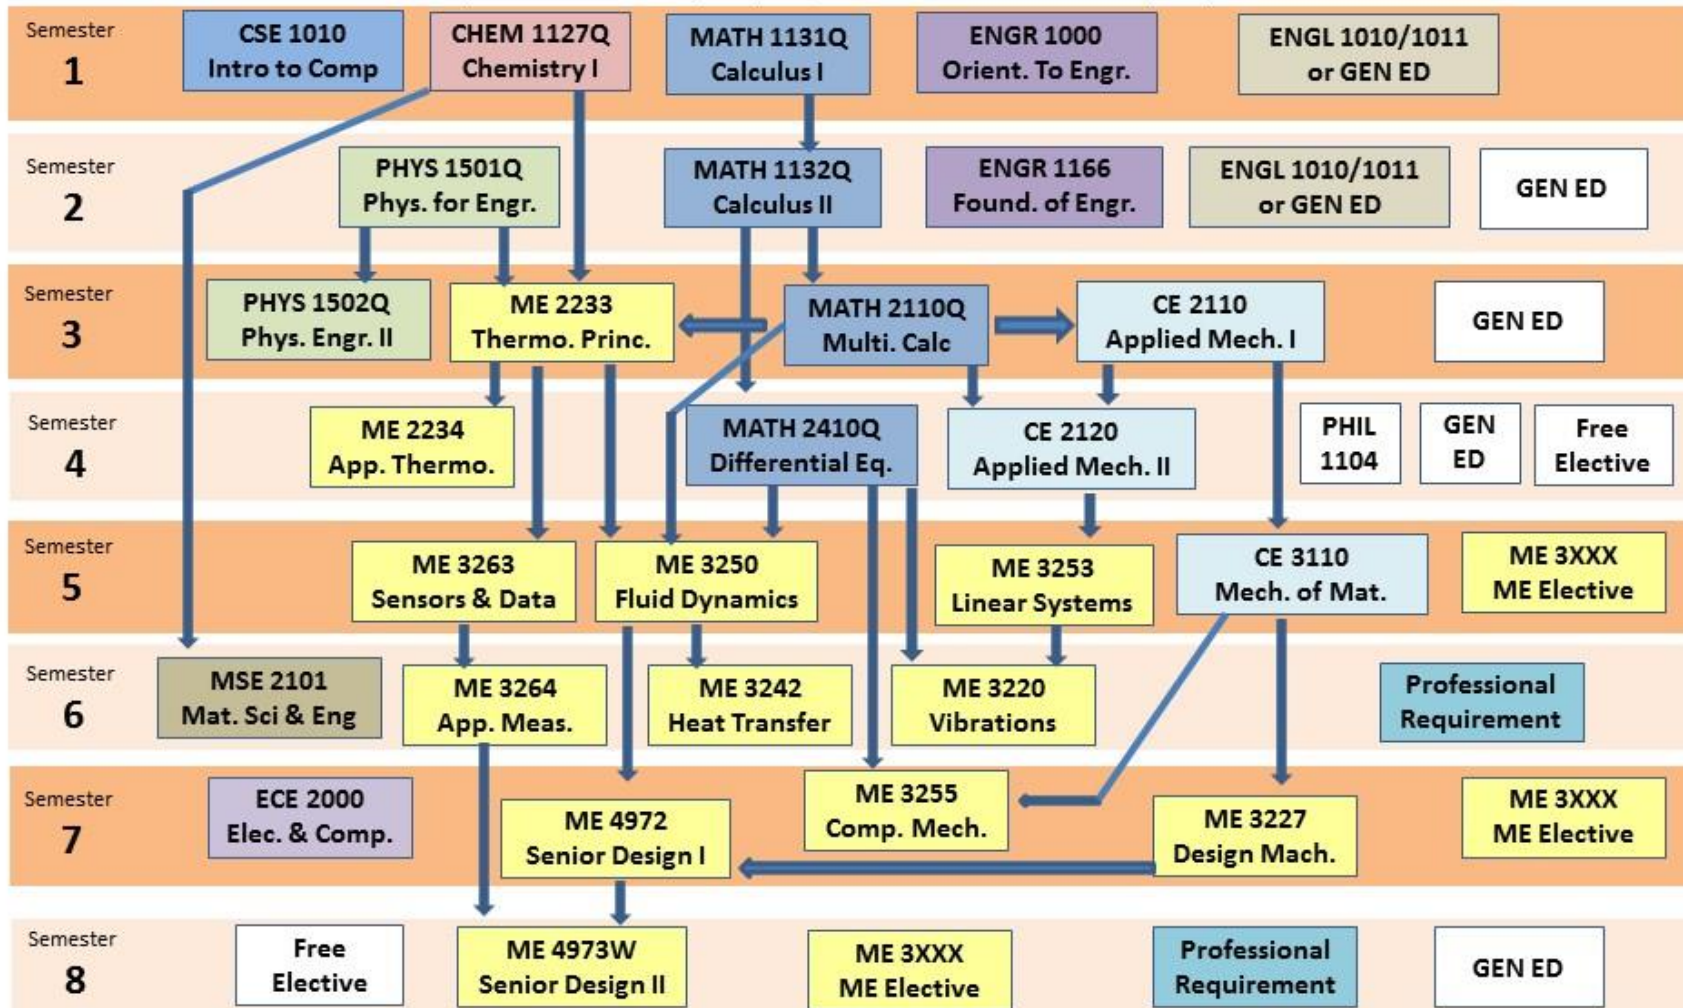 Semester
1
CSE 1010
Intro to Comp
CHEM 1127Q
Chemistry I
MATH 1131Q
Calculus I
ENGR 1000
Orient. To Engr.
ENGL 1010/1011
or GEN ED
Semester
2
PHYS 1501Q
Phys. for Engr.
MATH 1132Q
Calculus II
ENGR 1166
Found. of Engr.
ENGL 1010/1011
or GEN ED
GEN ED
Semester
3
PHYS 1502Q
Phys. Engr. II
ME 2233
Thermo. Princ.
MATH 2110Q
Multi. Calc
CE 2110
Applied Mech. I
GEN ED
Semester
4
ME 2234
App. Thermo.
MATH 2410Q
Differential Eq.
CE 2120
Applied Mech. II
PHIL
1104
GEN
ED
Free
Elective
Semester
5
ME 3263
Sensors & Data
ME 3250
Fluid Dynamics
ME 3253
Linear Systems
CE 3110
Mech. of Mat.
ME 3XXX
ME Elective
Semester
6
MSE 2101
Mat. Sci & Eng
ME 3264
App. Meas.
ME 3242
Heat Transfer
ME 3220
Vibrations
Professional
Requirement
Semester
7
ECE 2000
Elec. & Comp.
ME 4972
Senior Design I
ME 3255
Comp. Mech.
ME 3227
Design Mach.
ME 3XXX
ME Elective
Semester
8
Free
Elective
ME 4973W
Senior Design II
ME 3XXX
ME Elective
Professional
Requirement
GEN ED